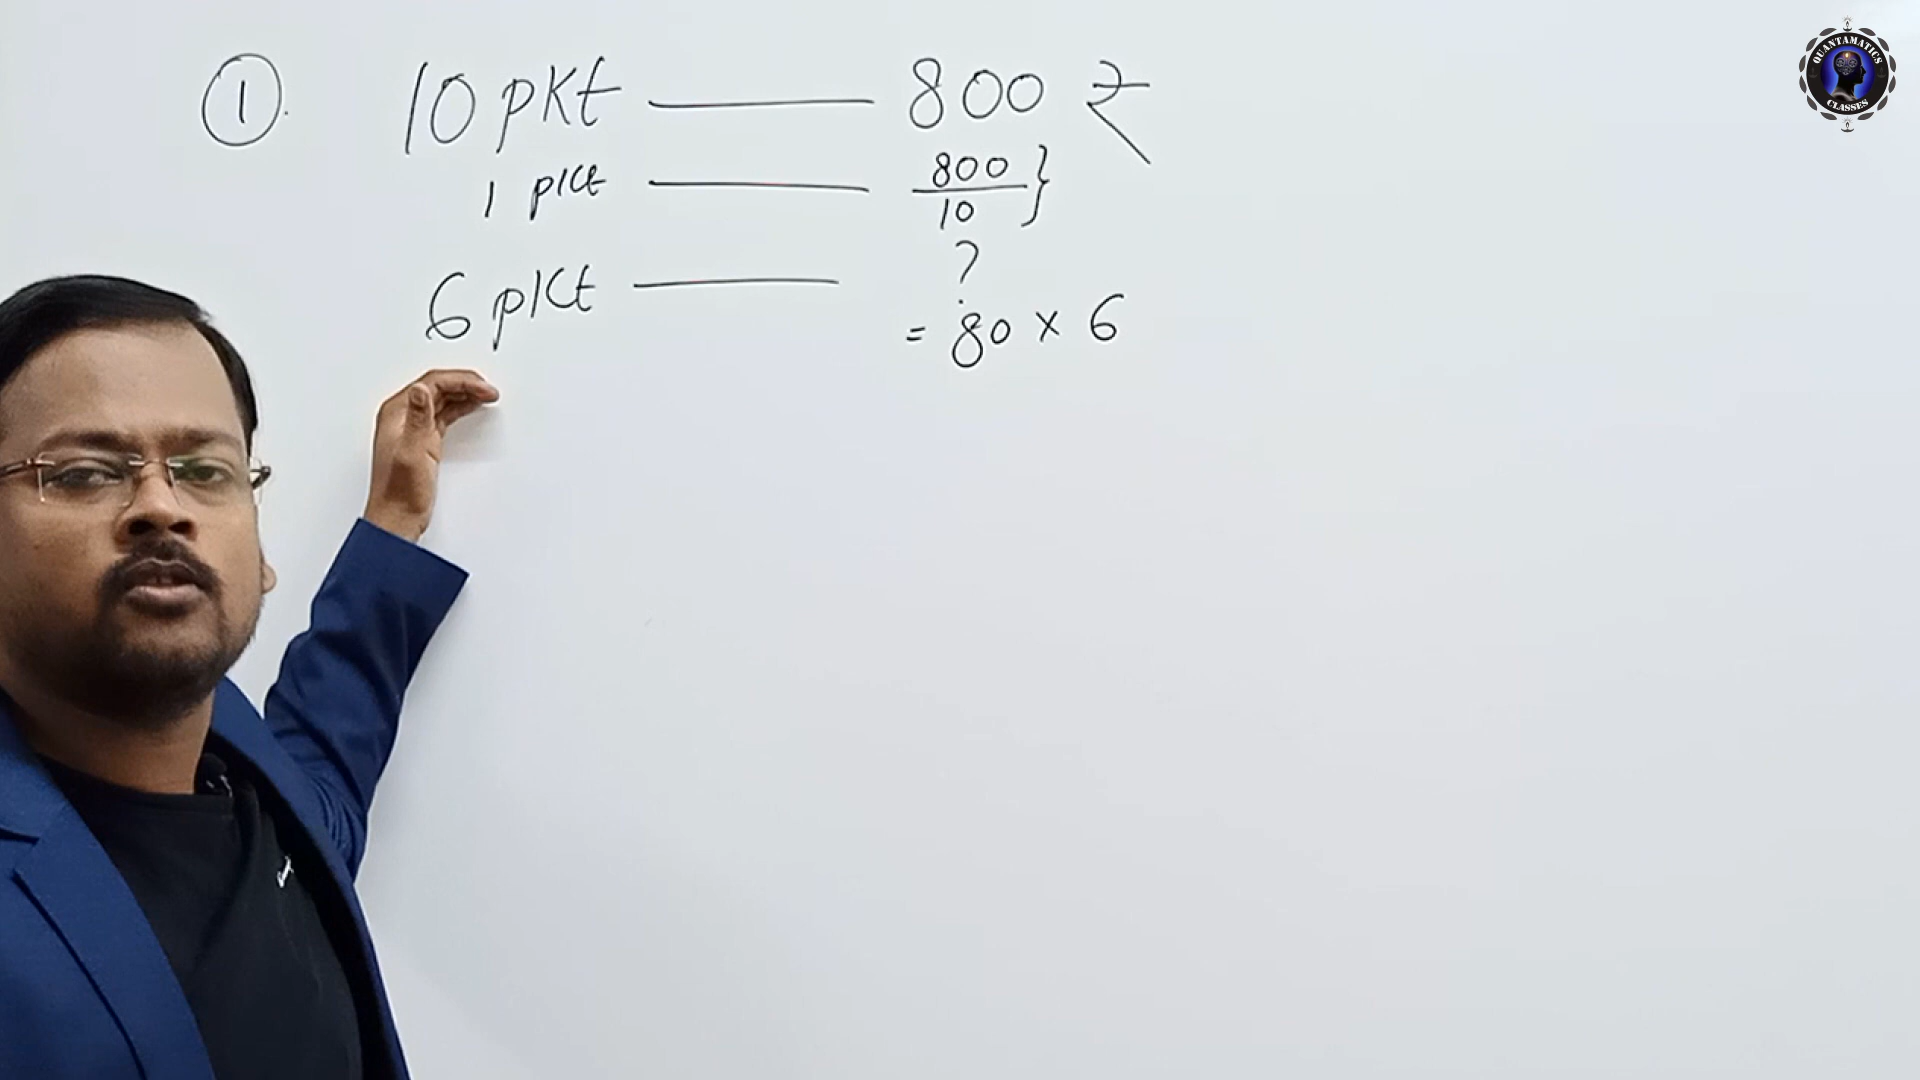 1. 10 pkt — 800 ₹
1 pkt — 800/10 }
6 pkt — ?
= 80 × 6
QUANTAMATICS
CLASSES